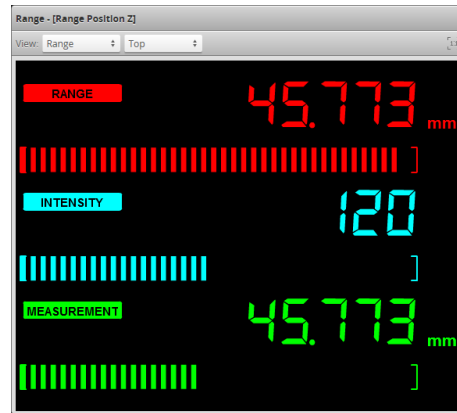 Range - [Range Position Z]
View: Range Top
RANGE 45.773 mm
INTENSITY 120
MEASUREMENT 45.773 mm